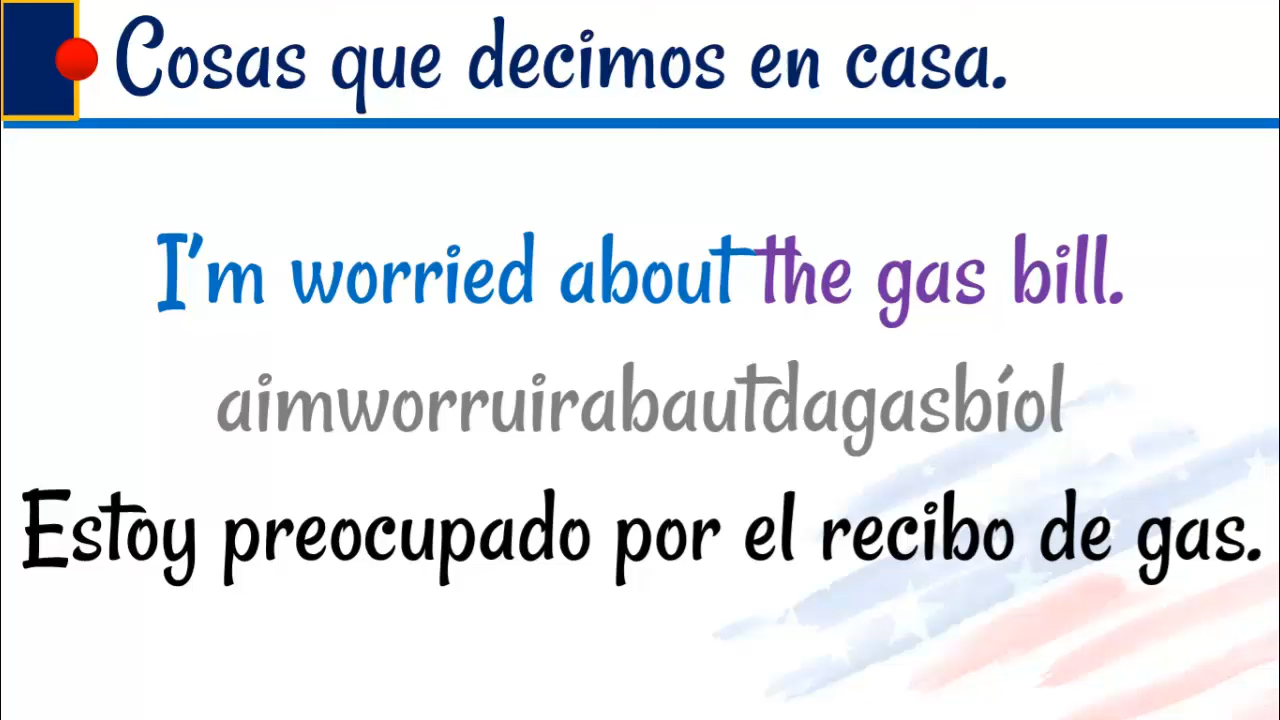 Cosas que decimos en casa.
I'm worried about the gas bill.
aimworruirabautdagasbíol
Estoy preocupado por el recibo de gas.